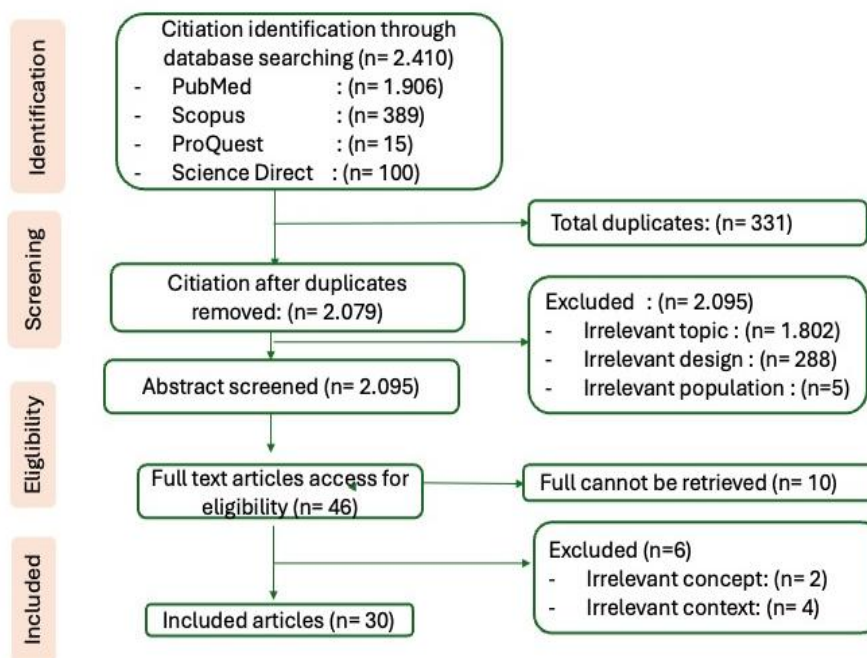 Identification
Citiation identification through
database searching (n= 2.410)
- PubMed : (n= 1.906)
- Scopus : (n= 389)
- ProQuest : (n= 15)
- Science Direct : (n= 100)
Screening
Total duplicates: (n= 331)
Citiation after duplicates
removed: (n= 2.079)
Excluded : (n= 2.095)
- Irrelevant topic : (n= 1.802)
- Irrelevant design : (n= 288)
- Irrelevant population : (n=5)
Abstract screened (n= 2.095)
Eliglibility
Full text articles access for
eligibility (n= 46)
Full cannot be retrieved (n= 10)
Included
Excluded (n=6)
- Irrelevant concept: (n= 2)
- Irrelevant context: (n= 4)
Included articles (n= 30)